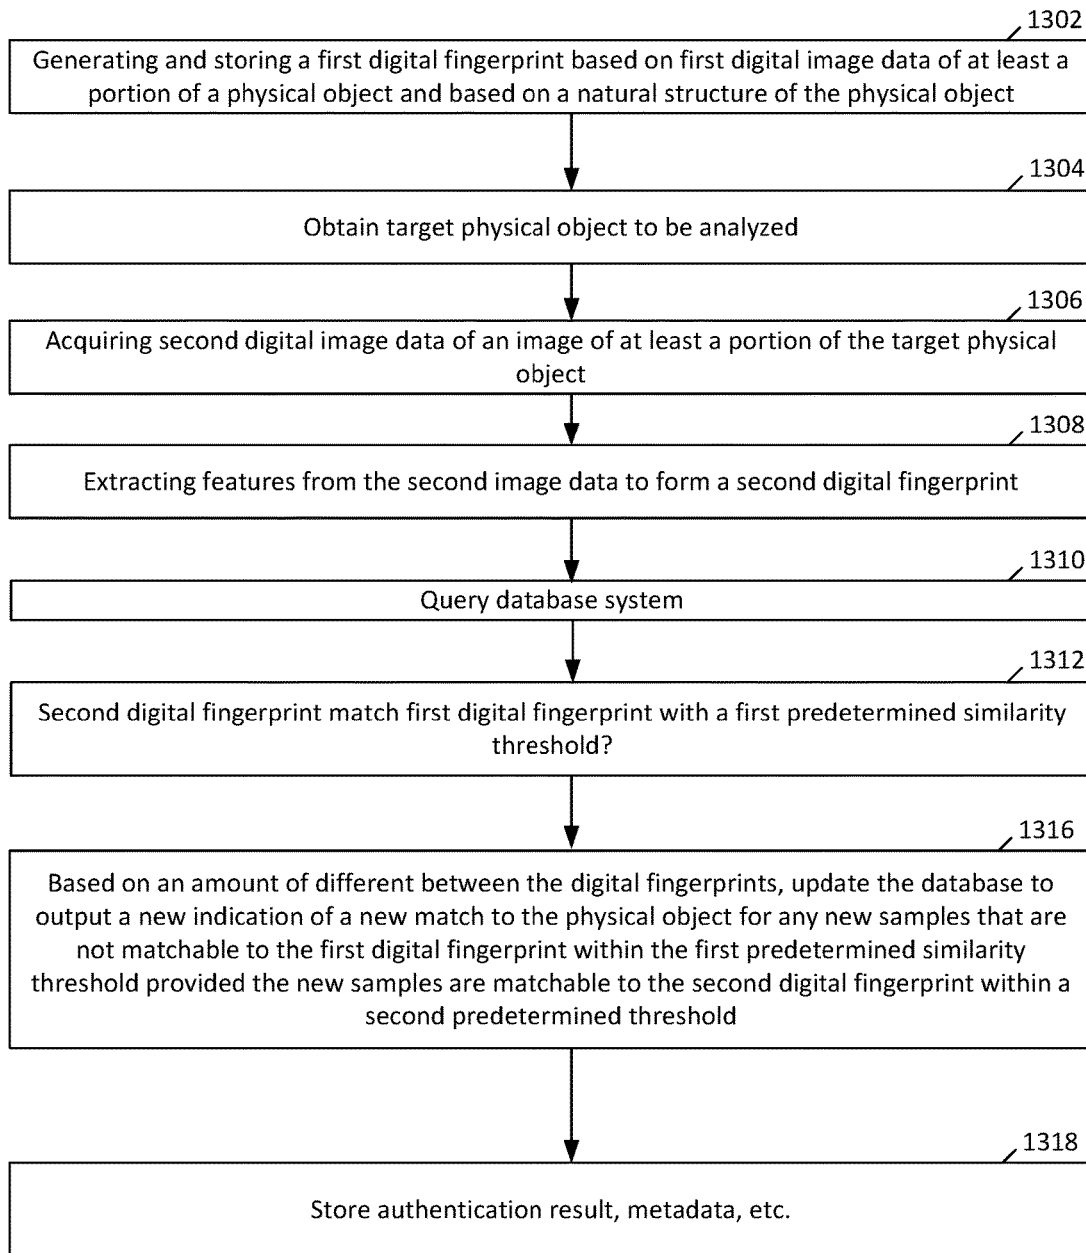 1302
Generating and storing a first digital fingerprint based on first digital image data of at least a
portion of a physical object and based on a natural structure of the physical object
1304
Obtain target physical object to be analyzed
1306
Acquiring second digital image data of an image of at least a portion of the target physical
object
1308
Extracting features from the second image data to form a second digital fingerprint
1310
Query database system
1312
Second digital fingerprint match first digital fingerprint with a first predetermined similarity
threshold?
1316
Based on an amount of different between the digital fingerprints, update the database to
output a new indication of a new match to the physical object for any new samples that are
not matchable to the first digital fingerprint within the first predetermined similarity
threshold provided the new samples are matchable to the second digital fingerprint within a
second predetermined threshold
1318
Store authentication result, metadata, etc.